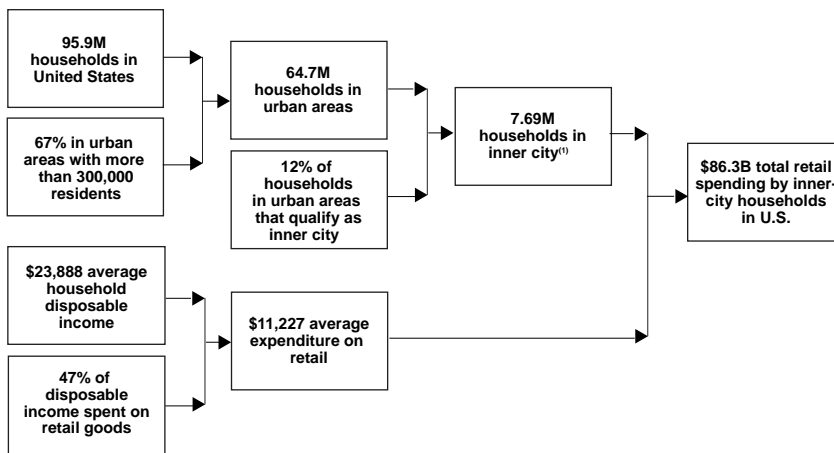 95.9M
households in
United States
67% in urban
areas with more
than 300,000
residents
64.7M
households in
urban areas
12% of
households
in urban areas
that qualify as
inner city
7.69M
households in
inner city(1)
$86.3B total retail
spending by inner-
city households
in U.S.
$23,888 average
household
disposable
income
47% of
disposable
income spent on
retail goods
$11,227 average
expenditure on
retail